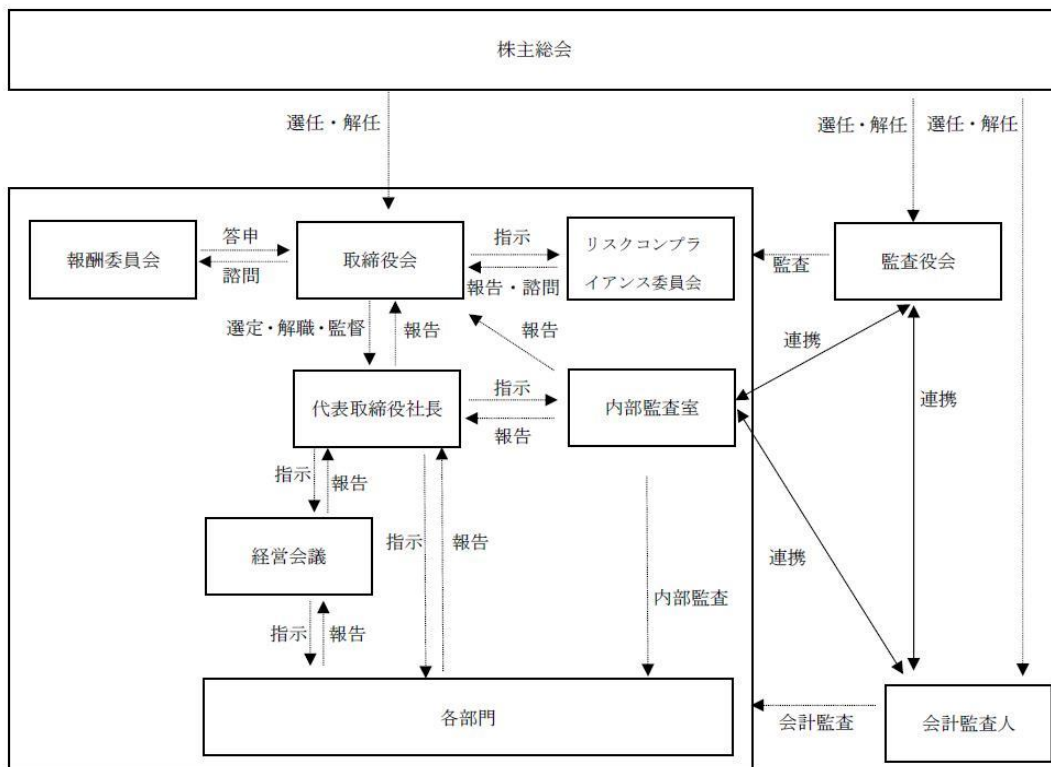 株主総会
選任・解任
選任・解任
選任・解任
報酬委員会
答申
諮問
取締役会
指示
報告・諮問
リスクコンプラ
イアンス委員会
監査
監査役会
選定・解職・監督
報告
報告
連携
代表取締役社長
指示
報告
内部監査室
連携
指示
報告
経営会議
指示
報告
連携
内部監査
指示
報告
各部門
会計監査
会計監査人